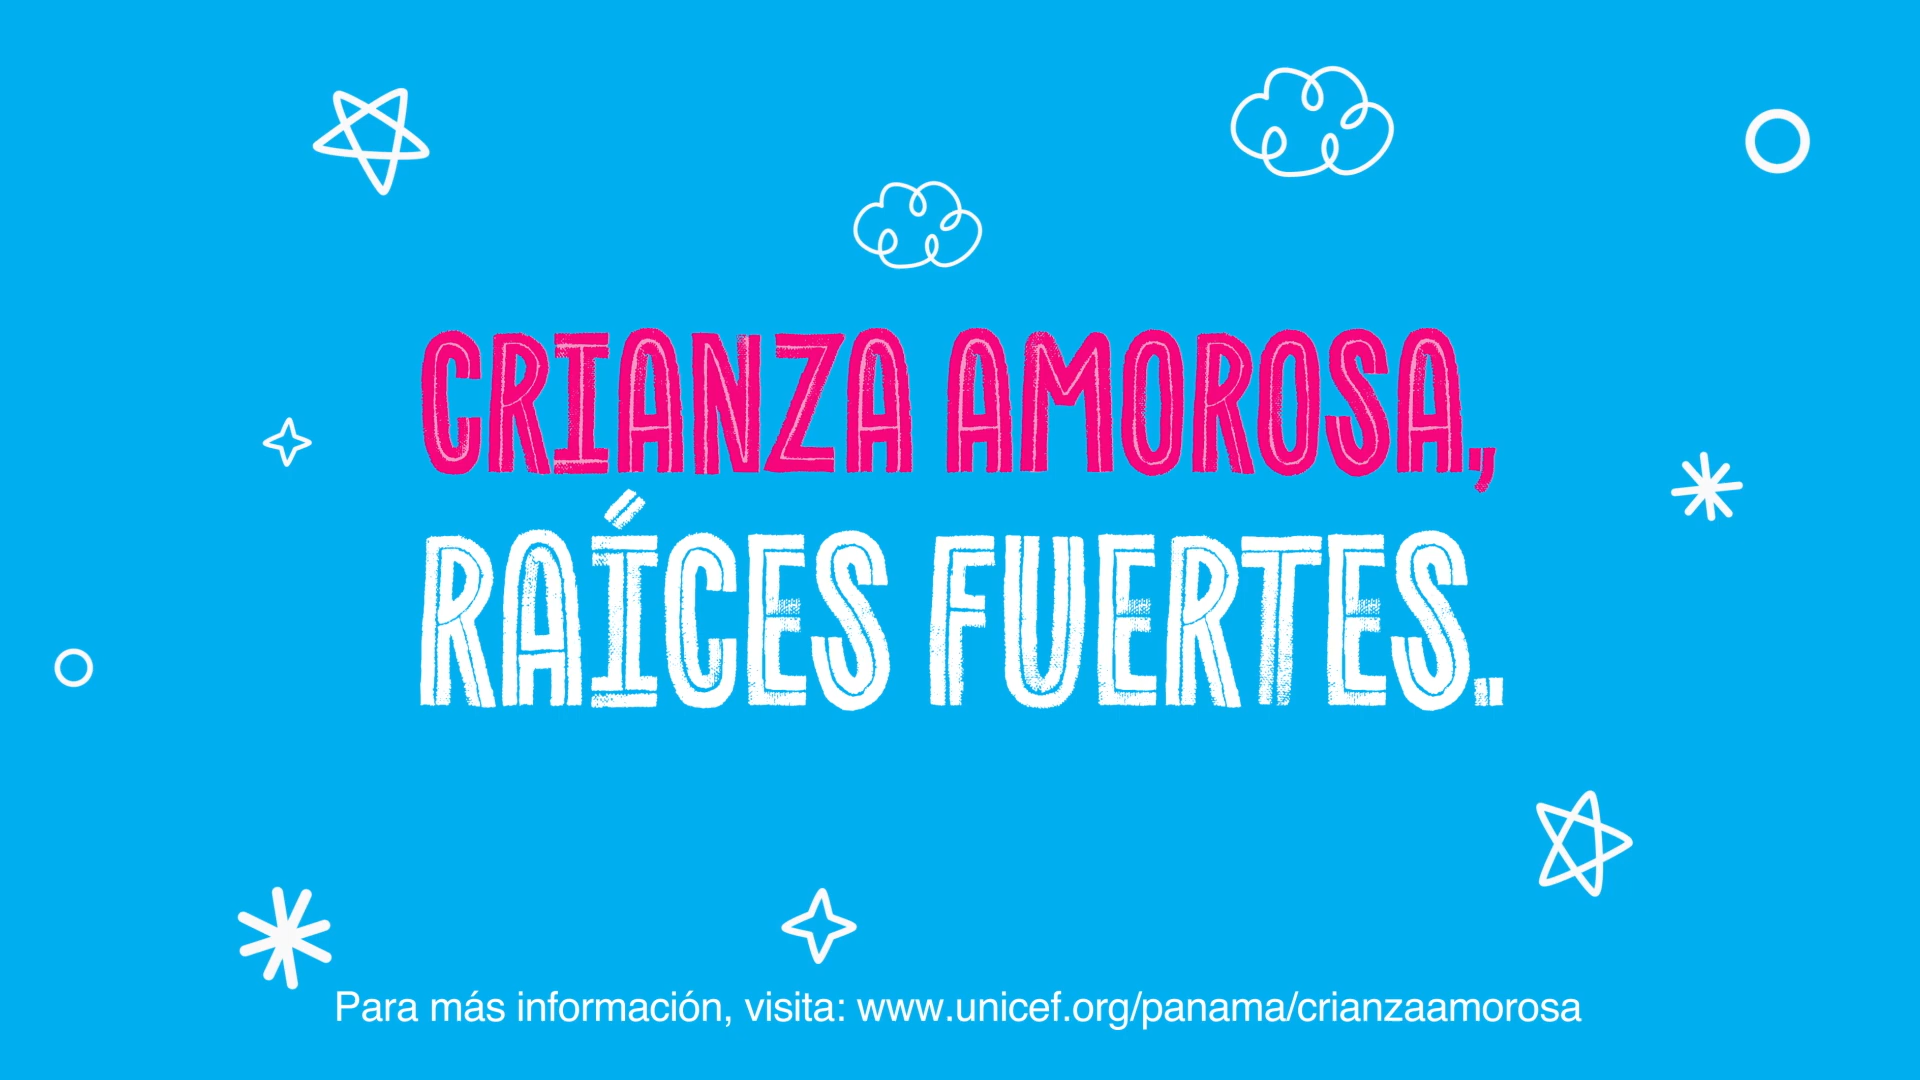 CRIANZA AMOROSA,
RAÍCES FUERTES.
Para más información, visita: www.unicef.org/panama/crianzaamorosa